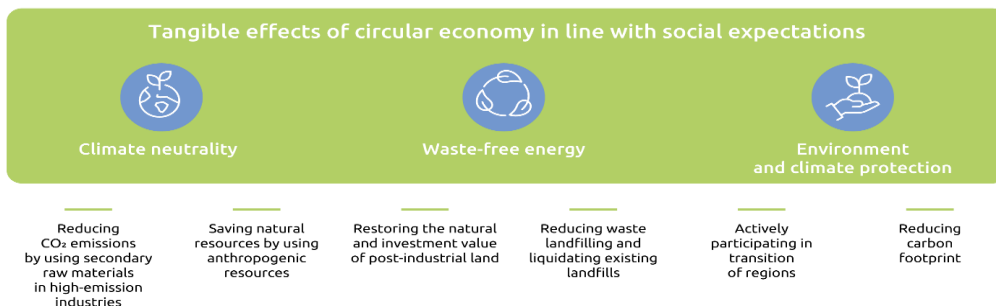 Tangible effects of circular economy in line with social expectations
Climate neutrality
Waste-free energy
Environment
and climate protection
Reducing
CO₂ emissions
by using secondary
raw materials
in high-emission
industries
Saving natural
resources by using
anthropogenic
resources
Restoring the natural
and investment value
of post-industrial land
Reducing waste
landfilling and
liquidating existing
landfills
Actively
participating in
transition
of regions
Reducing
carbon
footprint